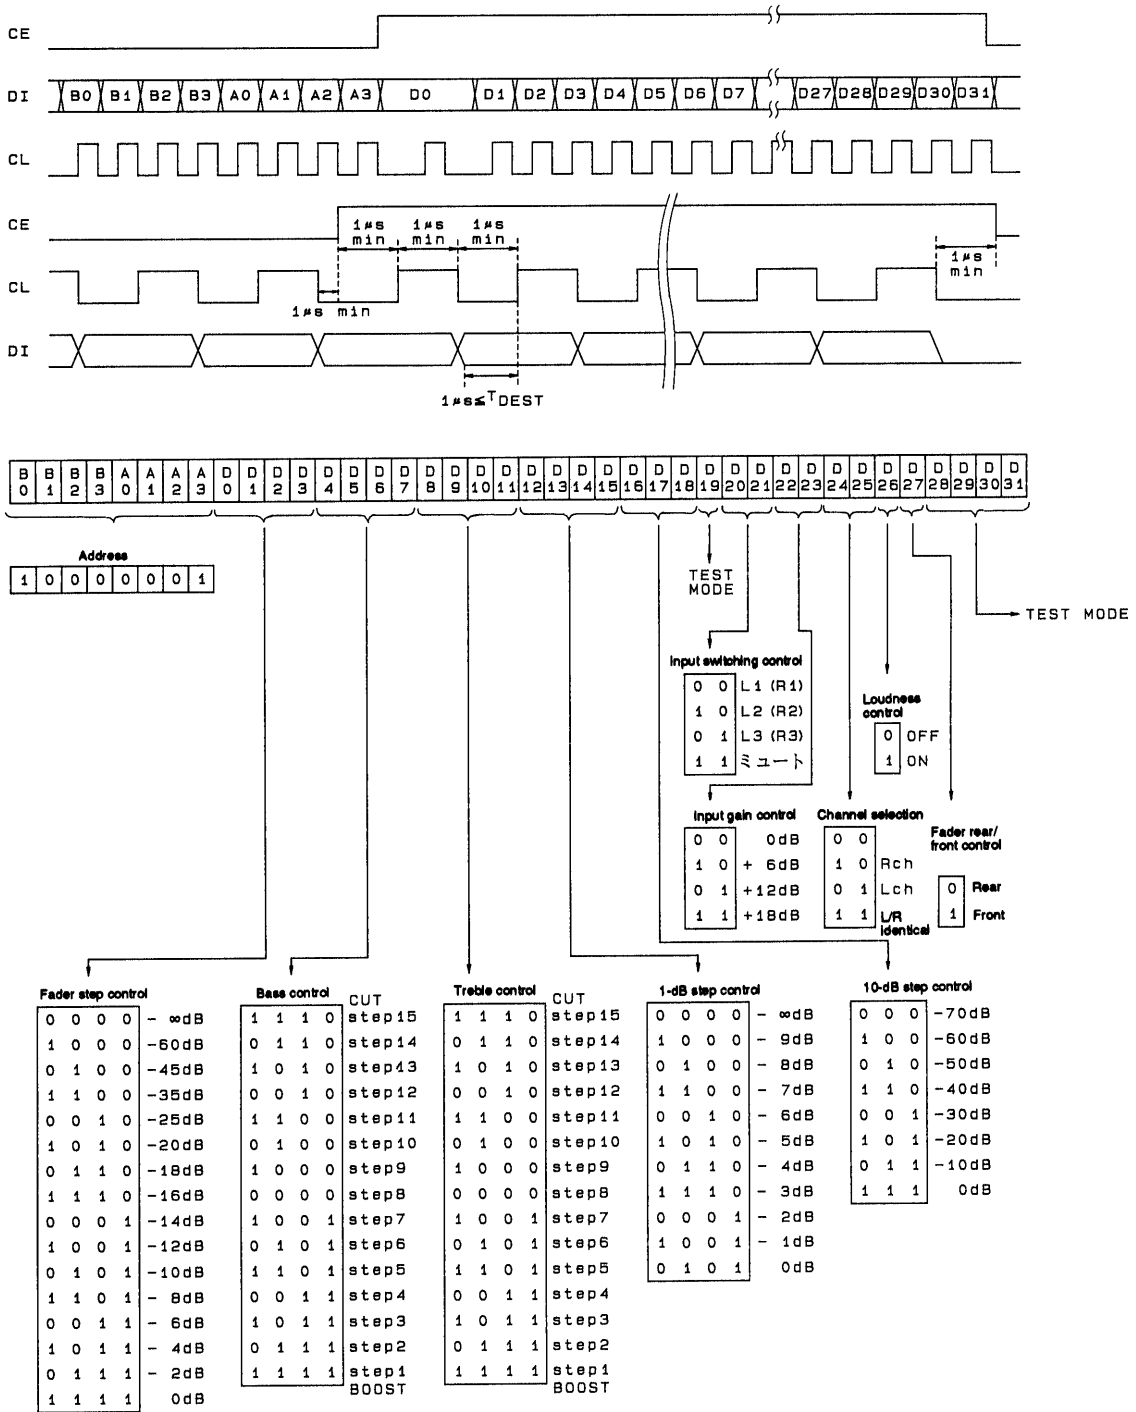 CE
DI B0 B1 B2 B3 A0 A1 A2 A3 D0 D1 D2 D3 D4 D5 D6 D7 D27 D28 D29 D30 D31
CL
CE
1μs min 1μs min 1μs min
1μs min
CL
1μs min
DI
1μs≦TDEST
B0 B1 B2 B3 A0 A1 A2 A3 D0 D1 D2 D3 D4 D5 D6 D7 D8 D9 D10 D11 D12 D13 D14 D15 D16 D17 D18 D19 D20 D21 D22 D23 D24 D25 D26 D27 D28 D29 D30 D31
Address
1 0 0 0 0 0 0 1
TEST MODE
TEST MODE
Input switching control
0 0 L1 (R1)
1 0 L2 (R2)
0 1 L3 (R3)
1 1 ミュート
Loudness control
0 OFF
1 ON
Input gain control
0 0 0dB
1 0 + 6dB
0 1 +12dB
1 1 +18dB
Channel selection
0 0
1 0 Rch
0 1 Lch
1 1 L/R identical
Fader rear/ front control
0 Rear
1 Front
Fader step control
0 0 0 0 - ∞dB
1 0 0 0 -60dB
0 1 0 0 -45dB
1 1 0 0 -35dB
0 0 1 0 -25dB
1 0 1 0 -20dB
0 1 1 0 -18dB
1 1 1 0 -16dB
0 0 0 1 -14dB
1 0 0 1 -12dB
0 1 0 1 -10dB
1 1 0 1 - 8dB
0 0 1 1 - 6dB
1 0 1 1 - 4dB
0 1 1 1 - 2dB
1 1 1 1 0dB
Bass control
CUT
1 1 1 0 step15
0 1 1 0 step14
1 0 1 0 step13
0 0 1 0 step12
1 1 0 0 step11
0 1 0 0 step10
1 0 0 0 step9
0 0 0 0 step8
1 0 0 1 step7
0 1 0 1 step6
1 1 0 1 step5
0 0 1 1 step4
1 0 1 1 step3
0 1 1 1 step2
1 1 1 1 step1
BOOST
Treble control
CUT
1 1 1 0 step15
0 1 1 0 step14
1 0 1 0 step13
0 0 1 0 step12
1 1 0 0 step11
0 1 0 0 step10
1 0 0 0 step9
0 0 0 0 step8
1 0 0 1 step7
0 1 0 1 step6
1 1 0 1 step5
0 0 1 1 step4
1 0 1 1 step3
0 1 1 1 step2
1 1 1 1 step1
BOOST
1-dB step control
0 0 0 0 - ∞dB
1 0 0 0 - 9dB
0 1 0 0 - 8dB
1 1 0 0 - 7dB
0 0 1 0 - 6dB
1 0 1 0 - 5dB
0 1 1 0 - 4dB
1 1 1 0 - 3dB
0 0 0 1 - 2dB
1 0 0 1 - 1dB
0 1 0 1 0dB
10-dB step control
0 0 0 -70dB
1 0 0 -60dB
0 1 0 -50dB
1 1 0 -40dB
0 0 1 -30dB
1 0 1 -20dB
0 1 1 -10dB
1 1 1 0dB